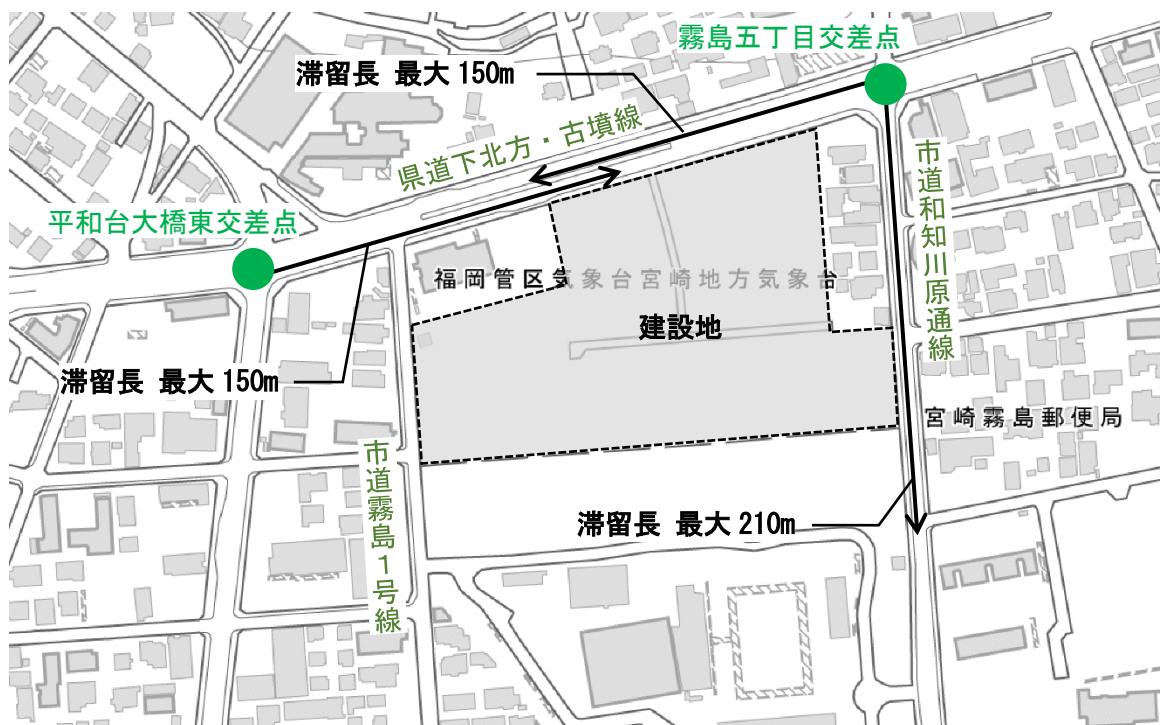 霧島五丁目交差点
滞留長 最大150m
県道下北方・古墳線
市道和知川原通線
平和台大橋東交差点
福岡管区気象台宮崎地方気象台
建設地
滞留長 最大150m
宮崎霧島郵便局
市道霧島1号線
滞留長 最大210m